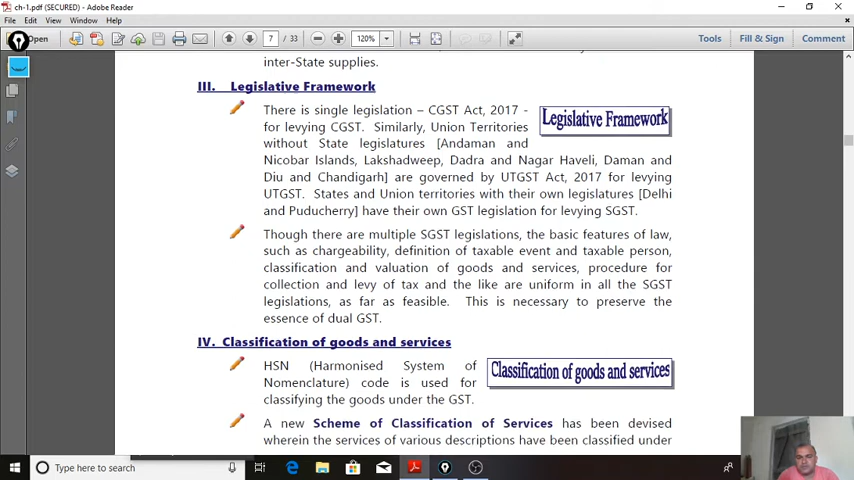 ch-1.pdf (SECURED) - Adobe Reader
File Edit View Window Help
Open 7 / 33 120% Tools Fill & Sign Comment
inter-State supplies.
III. Legislative Framework
There is single legislation – CGST Act, 2017 -
for levying CGST. Similarly, Union Territories
without State legislatures [Andaman and
Legislative Framework
Nicobar Islands, Lakshadweep, Dadra and Nagar Haveli, Daman and
Diu and Chandigarh] are governed by UTGST Act, 2017 for levying
UTGST. States and Union territories with their own legislatures [Delhi
and Puducherry] have their own GST legislation for levying SGST.
Though there are multiple SGST legislations, the basic features of law,
such as chargeability, definition of taxable event and taxable person,
classification and valuation of goods and services, procedure for
collection and levy of tax and the like are uniform in all the SGST
legislations, as far as feasible. This is necessary to preserve the
essence of dual GST.
IV. Classification of goods and services
HSN (Harmonised System of
Nomenclature) code is used for
classifying the goods under the GST.
Classification of goods and services
A new Scheme of Classification of Services has been devised
wherein the services of various descriptions have been classified under
Type here to search